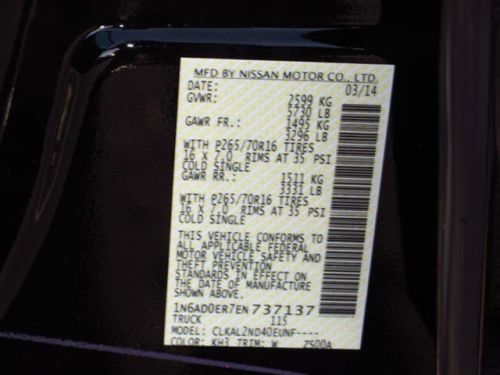 MFD BY NISSAN MOTOR CO., LTD.
DATE: 03/14
GVWR: 2599 KG
5730 LB
GAWR FR.: 1495 KG
3296 LB
WITH P265/70R16 TIRES
16 X 7.0 RIMS AT 35 PSI
COLD SINGLE
GAWR RR.: 1511 KG
3331 LB
WITH P265/70R16 TIRES
16 X 7.0 RIMS AT 35 PSI
COLD SINGLE
THIS VEHICLE CONFORMS TO
ALL APPLICABLE FEDERAL
MOTOR VEHICLE SAFETY AND
THEFT PREVENTION
STANDARDS IN EFFECT ON
THE DATE OF MANUFACTURE
SHOWN ABOVE.
1N6AD0ER7EN737137
TRUCK 115
MODEL: CLKAL2ND40EUNF----
COLOR: KH3 TRIM: W 2S00A